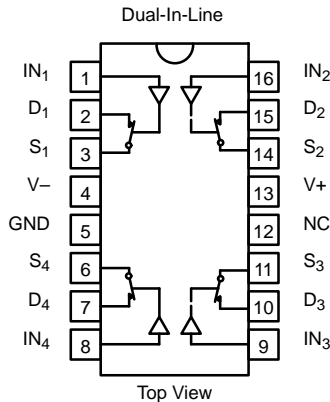 Dual-In-Line
IN1 1 16 IN2
D1 2 15 D2
S1 3 14 S2
V– 4 13 V+
GND 5 12 NC
S4 6 11 S3
D4 7 10 D3
IN4 8 9 IN3
Top View